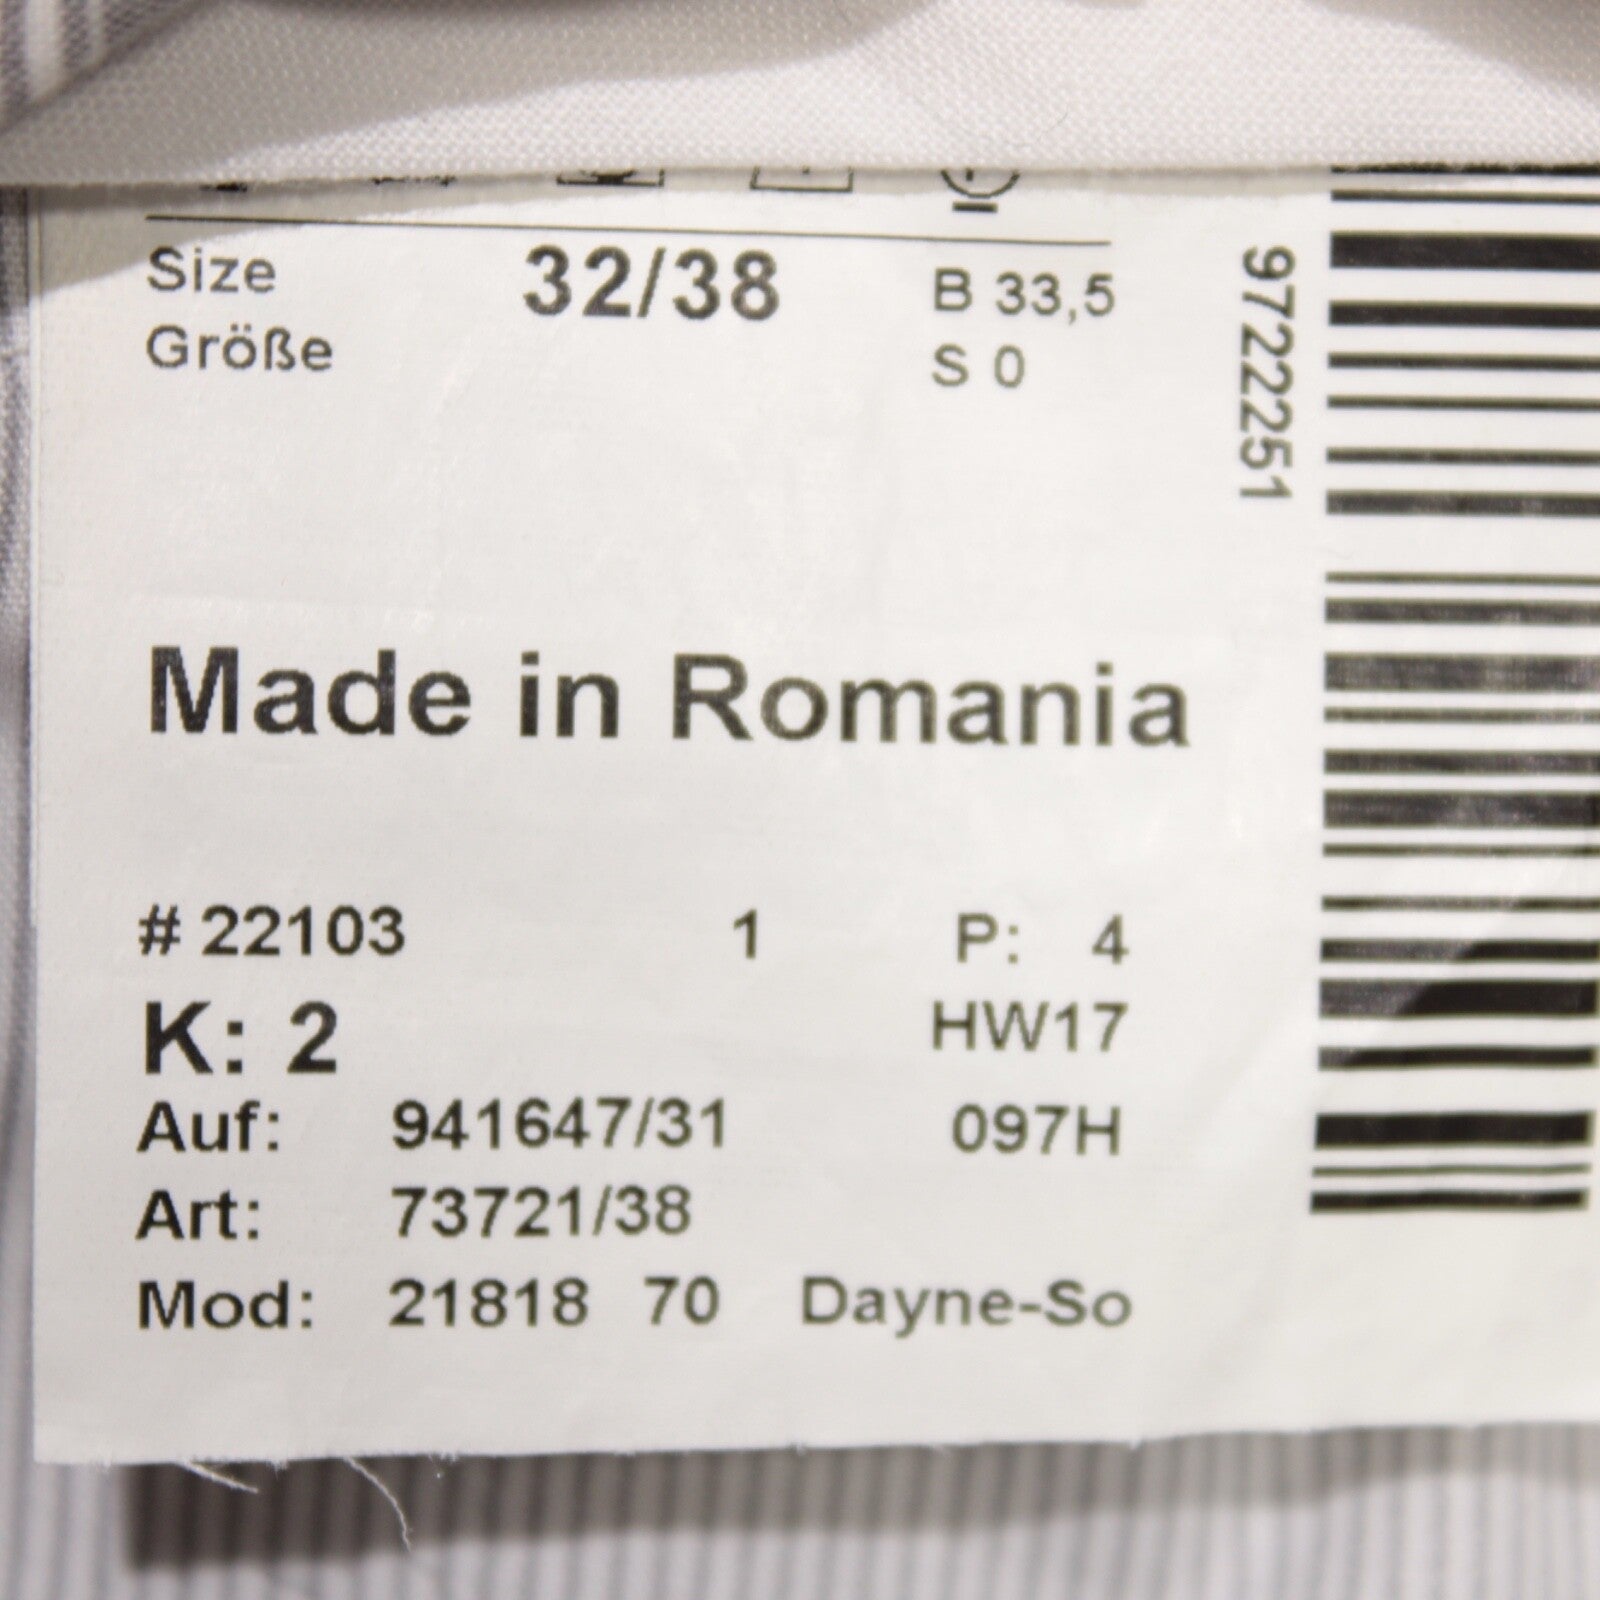 Size 32/38 B 33,5
Größe S 0
Made in Romania
# 22103 1 P: 4
K: 2 HW17
Auf: 941647/31 097H
Art: 73721/38
Mod: 21818 70 Dayne-So
9722251